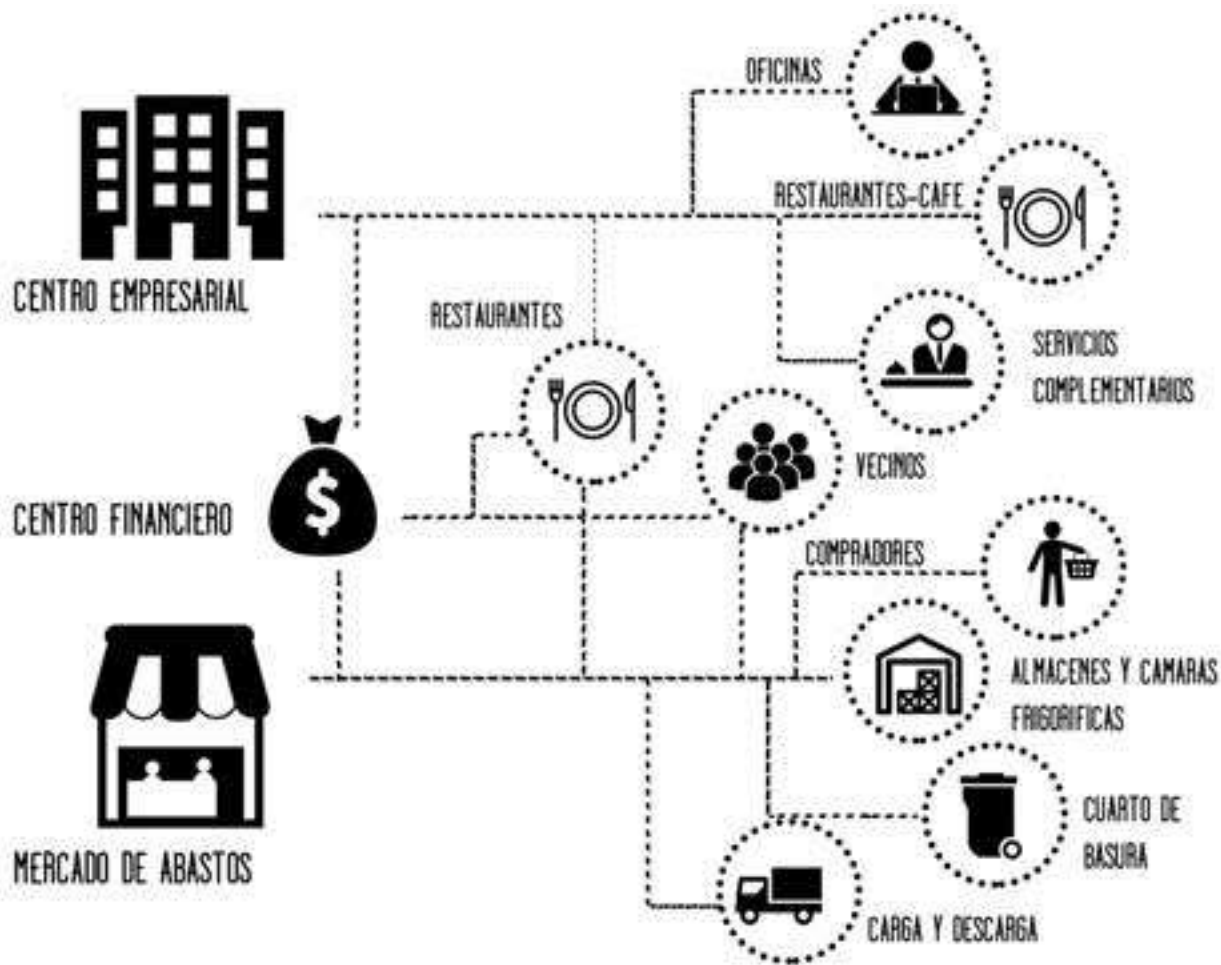 OFICINAS
RESTAURANTES-CAFE
CENTRO EMPRESARIAL
RESTAURANTES
SERVICIOS
COMPLEMENTARIOS
$
VECINOS
CENTRO FINANCIERO
COMPRADORES
ALMACENES Y CAMARAS
FRIGORIFICAS
CUARTO DE
BASURA
MERCADO DE ABASTOS
CARGA Y DESCARGA